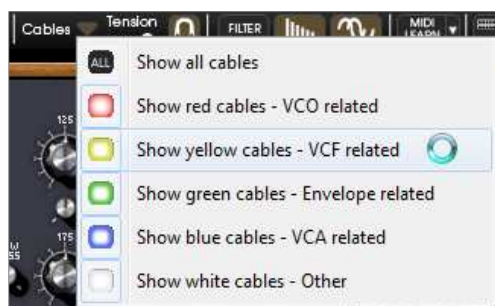 Cables Tension FILTER MIDI LEARN
ALL Show all cables
Show red cables - VCO related
Show yellow cables - VCF related
Show green cables - Envelope related
Show blue cables - VCA related
Show white cables - Other
125
175